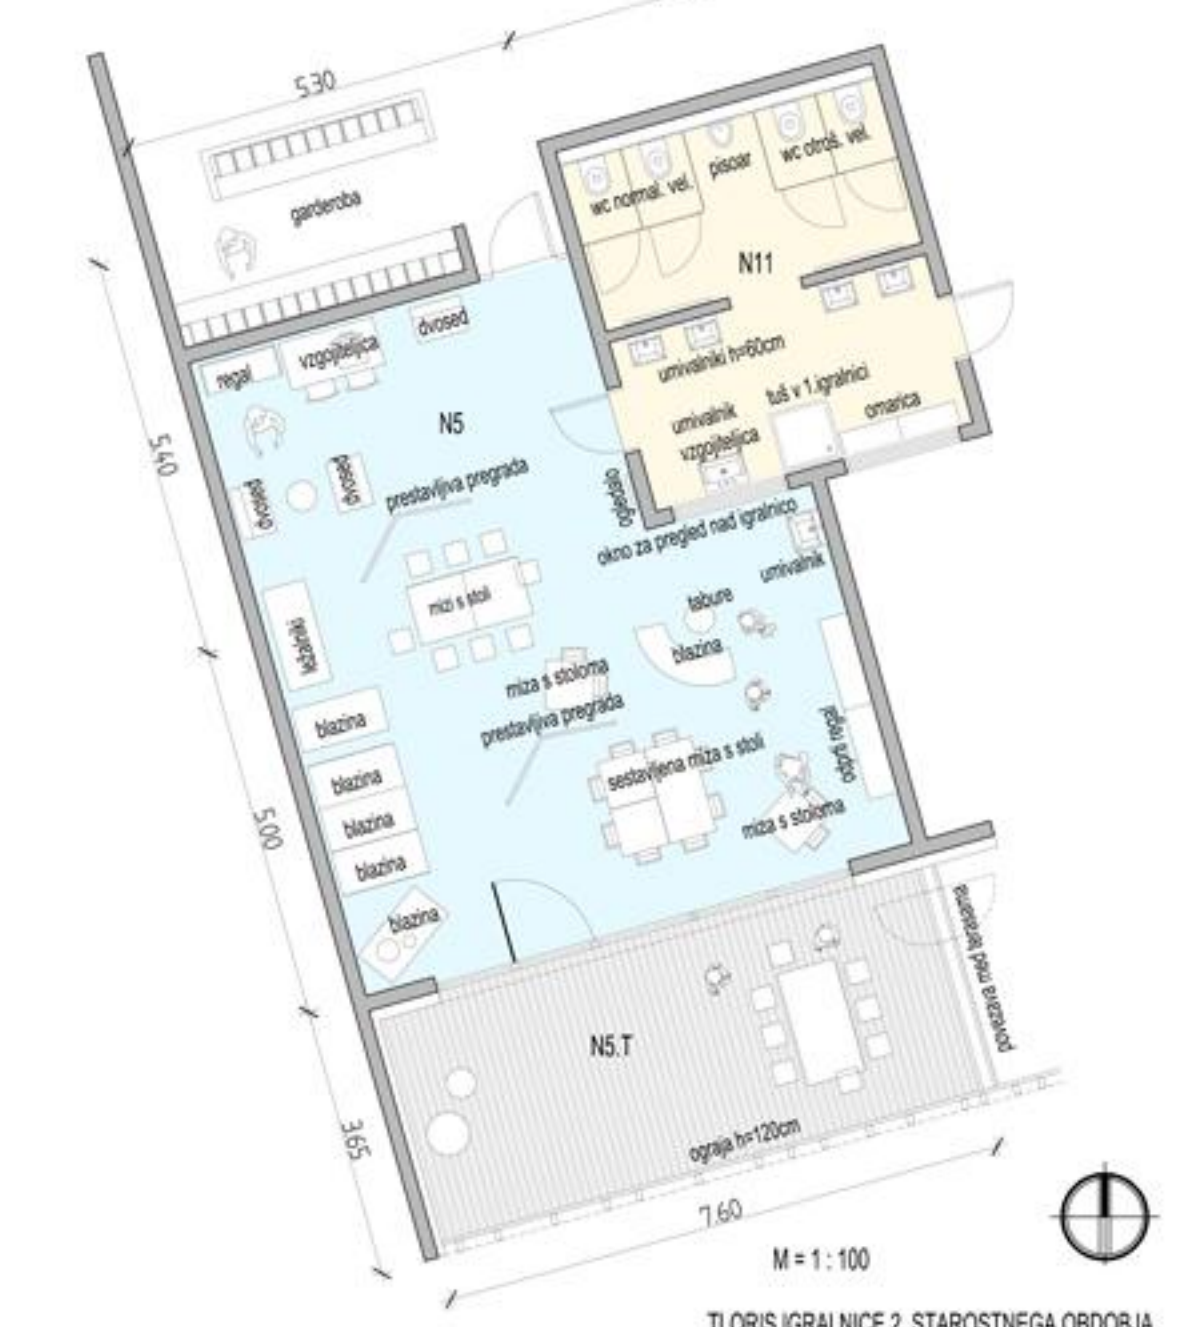 5.30
garderoba
wc normal. vel.
pisoar
wc otroš. vel.
N11
dvosed
vzgojiteljica
regal
umivalniki h=60cm
tuš v 1.igralnici
omarica
umivalnik
vzgojiteljica
N5
5.40
dvosed
dvosed
prestavljiva pregrada
ogledalo
okno za pregled nad igralnico
umivalnik
mizi s stoli
tabure
blazina
ležalniki
miza s stoloma
prestavljiva pregrada
blazina
odprti regal
sestavljena miza s stoli
blazina
blazina
miza s stoloma
5.00
blazina
blazina
povezava med terasama
N5.T
3.65
ograja h=120cm
7.60
M = 1 : 100
TLORIS IGRALNICE 2. STAROSTNEGA OBDOBJA